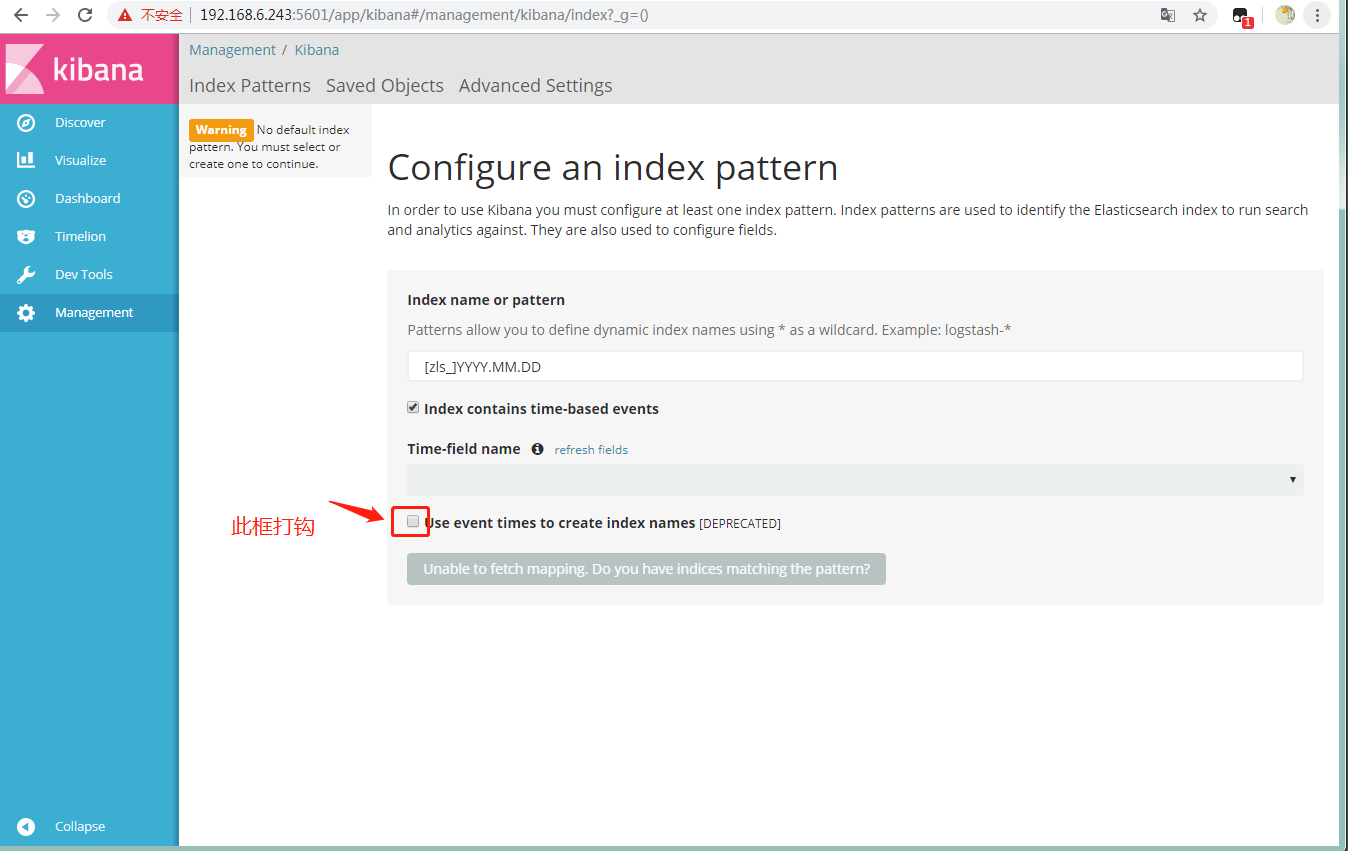 不安全 192.168.6.243:5601/app/kibana#/management/kibana/index?_g=()
1
kibana
Discover
Visualize
Dashboard
Timelion
Dev Tools
Management
Collapse
Management / Kibana
Index Patterns Saved Objects Advanced Settings
Warning No default index
pattern. You must select or
create one to continue.
Configure an index pattern
In order to use Kibana you must configure at least one index pattern. Index patterns are used to identify the Elasticsearch index to run search
and analytics against. They are also used to configure fields.
Index name or pattern
Patterns allow you to define dynamic index names using * as a wildcard. Example: logstash-*
[zls_]YYYY.MM.DD
Index contains time-based events
Time-field name refresh fields
此框打钩
Use event times to create index names [DEPRECATED]
Unable to fetch mapping. Do you have indices matching the pattern?